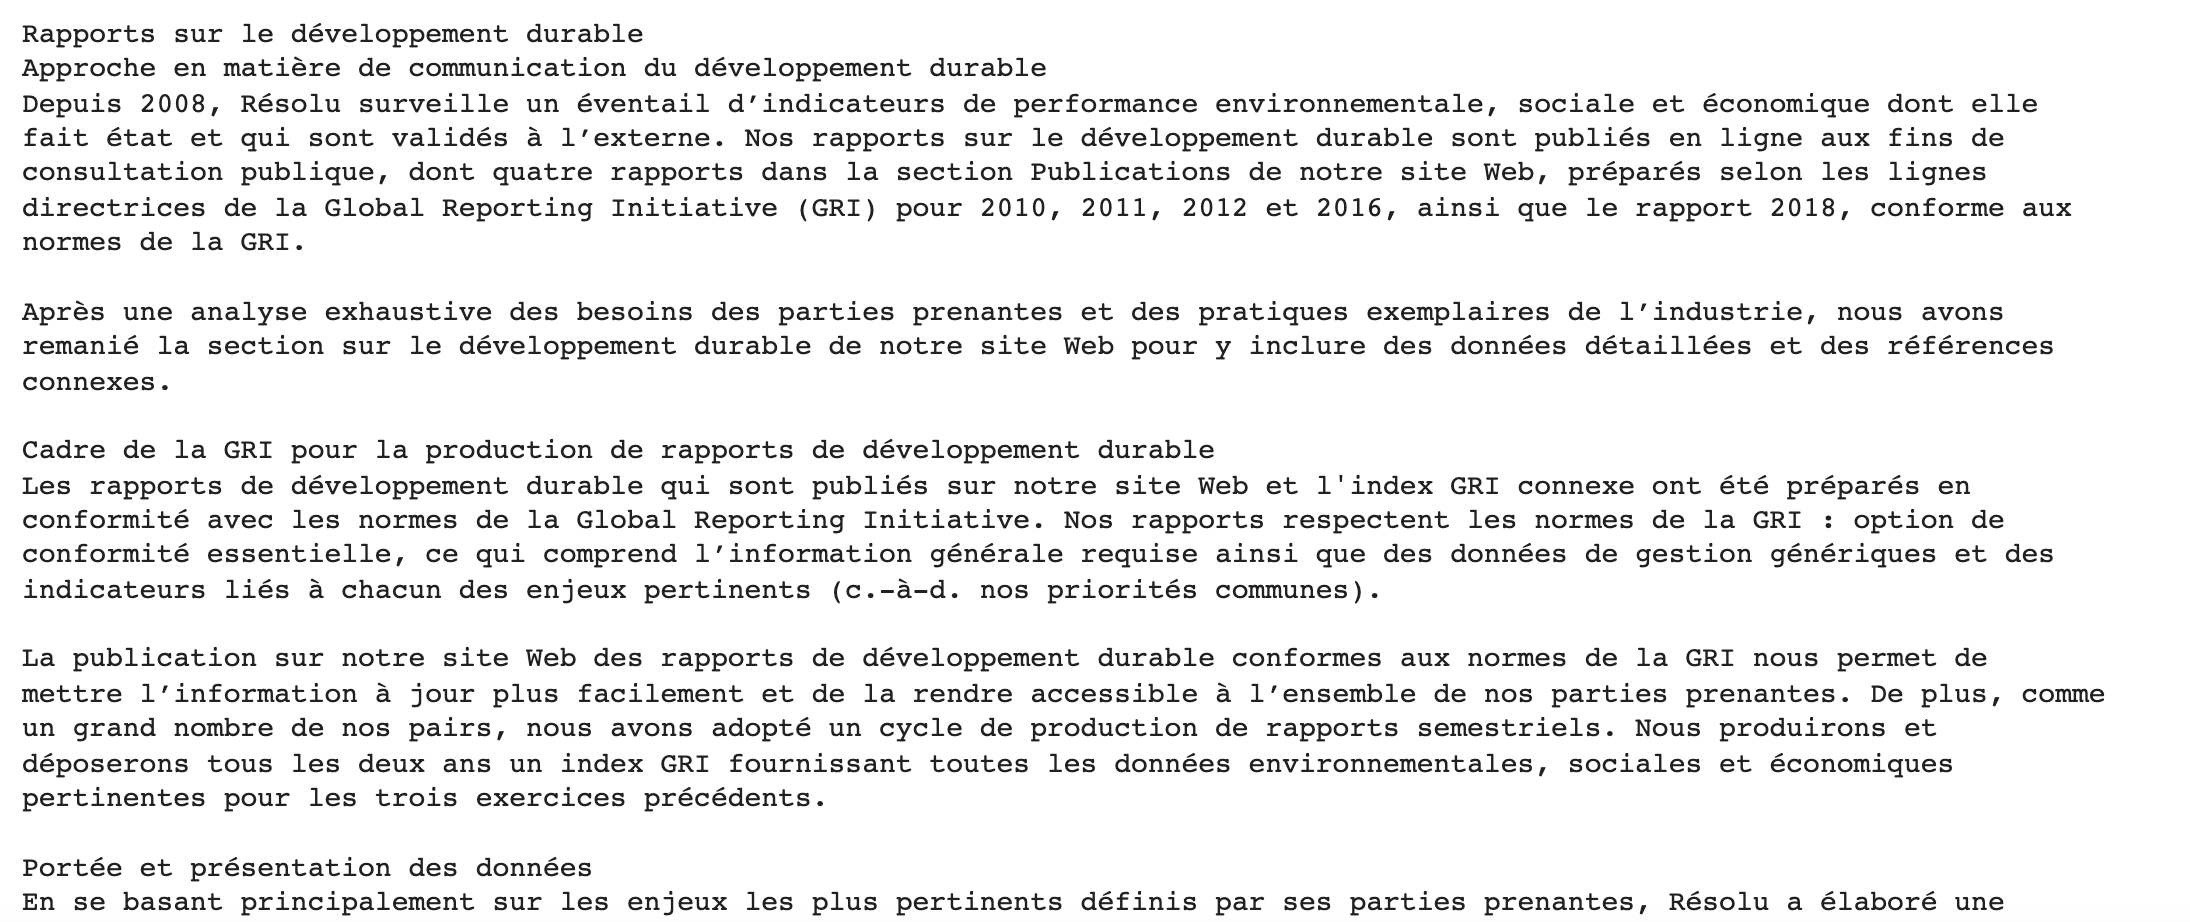 Rapports sur le développement durable
Approche en matière de communication du développement durable
Depuis 2008, Résolu surveille un éventail d’indicateurs de performance environnementale, sociale et économique dont elle
fait état et qui sont validés à l’externe. Nos rapports sur le développement durable sont publiés en ligne aux fins de
consultation publique, dont quatre rapports dans la section Publications de notre site Web, préparés selon les lignes
directrices de la Global Reporting Initiative (GRI) pour 2010, 2011, 2012 et 2016, ainsi que le rapport 2018, conforme aux
normes de la GRI.
Après une analyse exhaustive des besoins des parties prenantes et des pratiques exemplaires de l’industrie, nous avons
remanié la section sur le développement durable de notre site Web pour y inclure des données détaillées et des références
connexes.
Cadre de la GRI pour la production de rapports de développement durable
Les rapports de développement durable qui sont publiés sur notre site Web et l'index GRI connexe ont été préparés en
conformité avec les normes de la Global Reporting Initiative. Nos rapports respectent les normes de la GRI : option de
conformité essentielle, ce qui comprend l’information générale requise ainsi que des données de gestion génériques et des
indicateurs liés à chacun des enjeux pertinents (c.-à-d. nos priorités communes).
La publication sur notre site Web des rapports de développement durable conformes aux normes de la GRI nous permet de
mettre l’information à jour plus facilement et de la rendre accessible à l’ensemble de nos parties prenantes. De plus, comme
un grand nombre de nos pairs, nous avons adopté un cycle de production de rapports semestriels. Nous produirons et
déposerons tous les deux ans un index GRI fournissant toutes les données environnementales, sociales et économiques
pertinentes pour les trois exercices précédents.
Portée et présentation des données
En se basant principalement sur les enjeux les plus pertinents définis par ses parties prenantes, Résolu a élaboré une